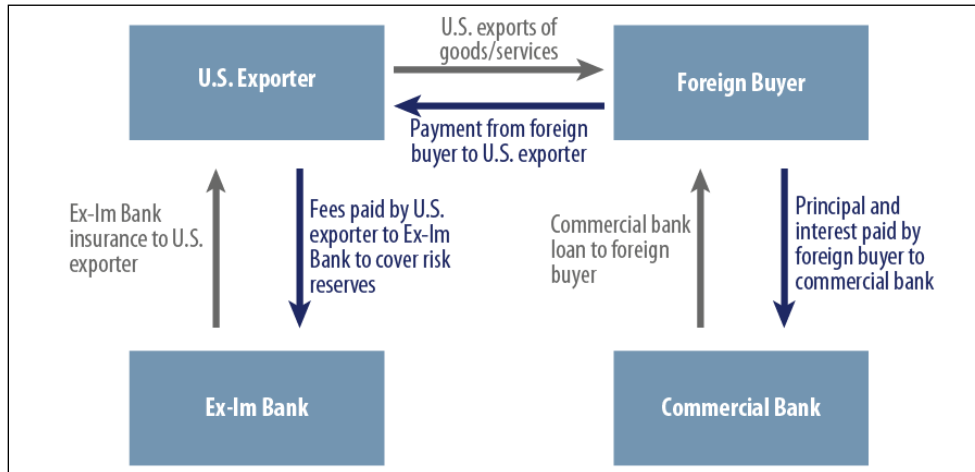 U.S. exports of
goods/services
U.S. Exporter
Foreign Buyer
Payment from foreign
buyer to U.S. exporter
Ex-Im Bank
insurance to U.S.
exporter
Fees paid by U.S.
exporter to Ex-Im
Bank to cover risk
reserves
Commercial bank
loan to foreign
buyer
Principal and
interest paid by
foreign buyer to
commercial bank
Ex-Im Bank
Commercial Bank